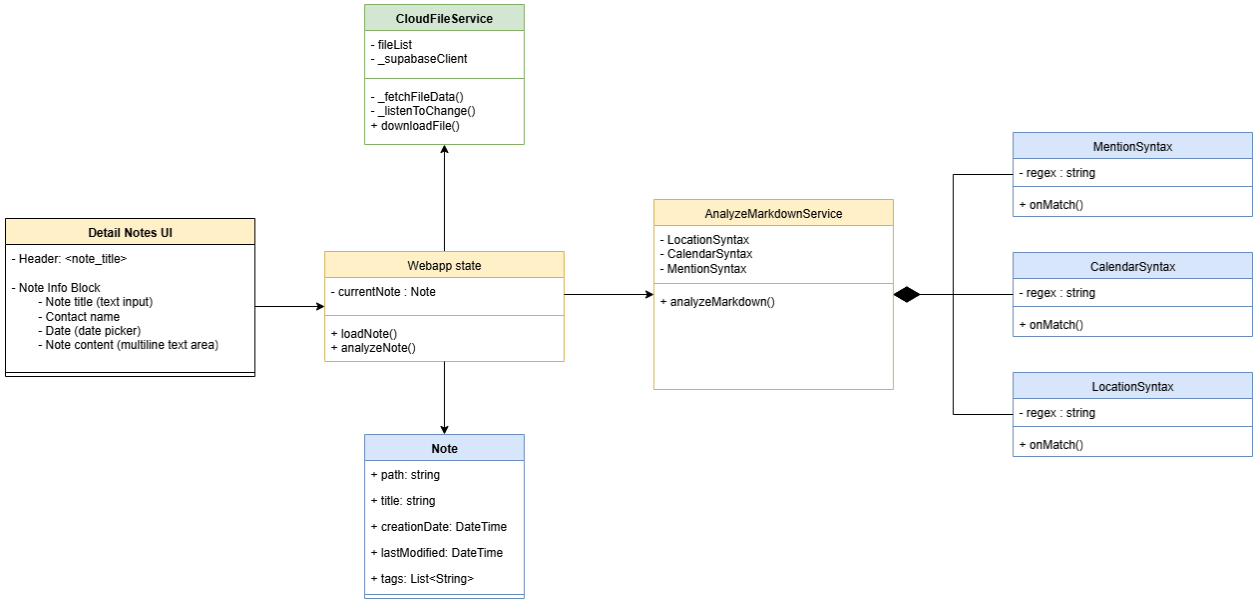 CloudFileService
- fileList
- _supabaseClient
- _fetchFileData()
- _listenToChange()
+ downloadFile()
Detail Notes UI
- Header: <note_title>
- Note Info Block
- Note title (text input)
- Contact name
- Date (date picker)
- Note content (multiline text area)
Webapp state
- currentNote : Note
+ loadNote()
+ analyzeNote()
Note
+ path: string
+ title: string
+ creationDate: DateTime
+ lastModified: DateTime
+ tags: List<String>
AnalyzeMarkdownService
- LocationSyntax
- CalendarSyntax
- MentionSyntax
+ analyzeMarkdown()
MentionSyntax
- regex : string
+ onMatch()
CalendarSyntax
- regex : string
+ onMatch()
LocationSyntax
- regex : string
+ onMatch()